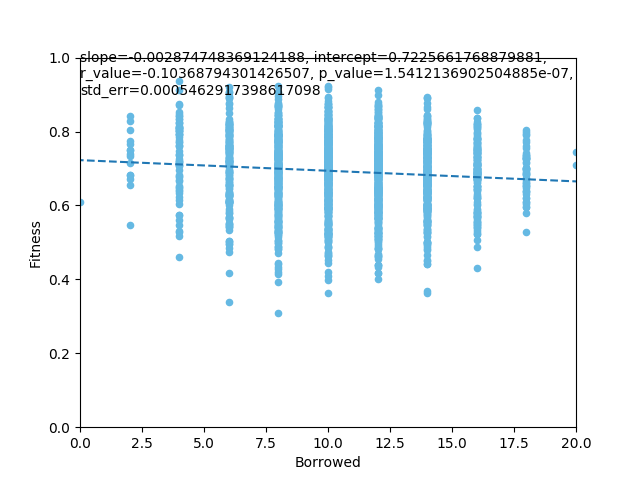 slope=-0.002874748369124188, intercept=0.7225661768879881,
r_value=-0.10368794301426507, p_value=1.5412136902504885e-07,
std_err=0.0005462917398617098
1.0
0.8
0.6
0.4
0.2
0.0
Fitness
0.0 2.5 5.0 7.5 10.0 12.5 15.0 17.5 20.0
Borrowed